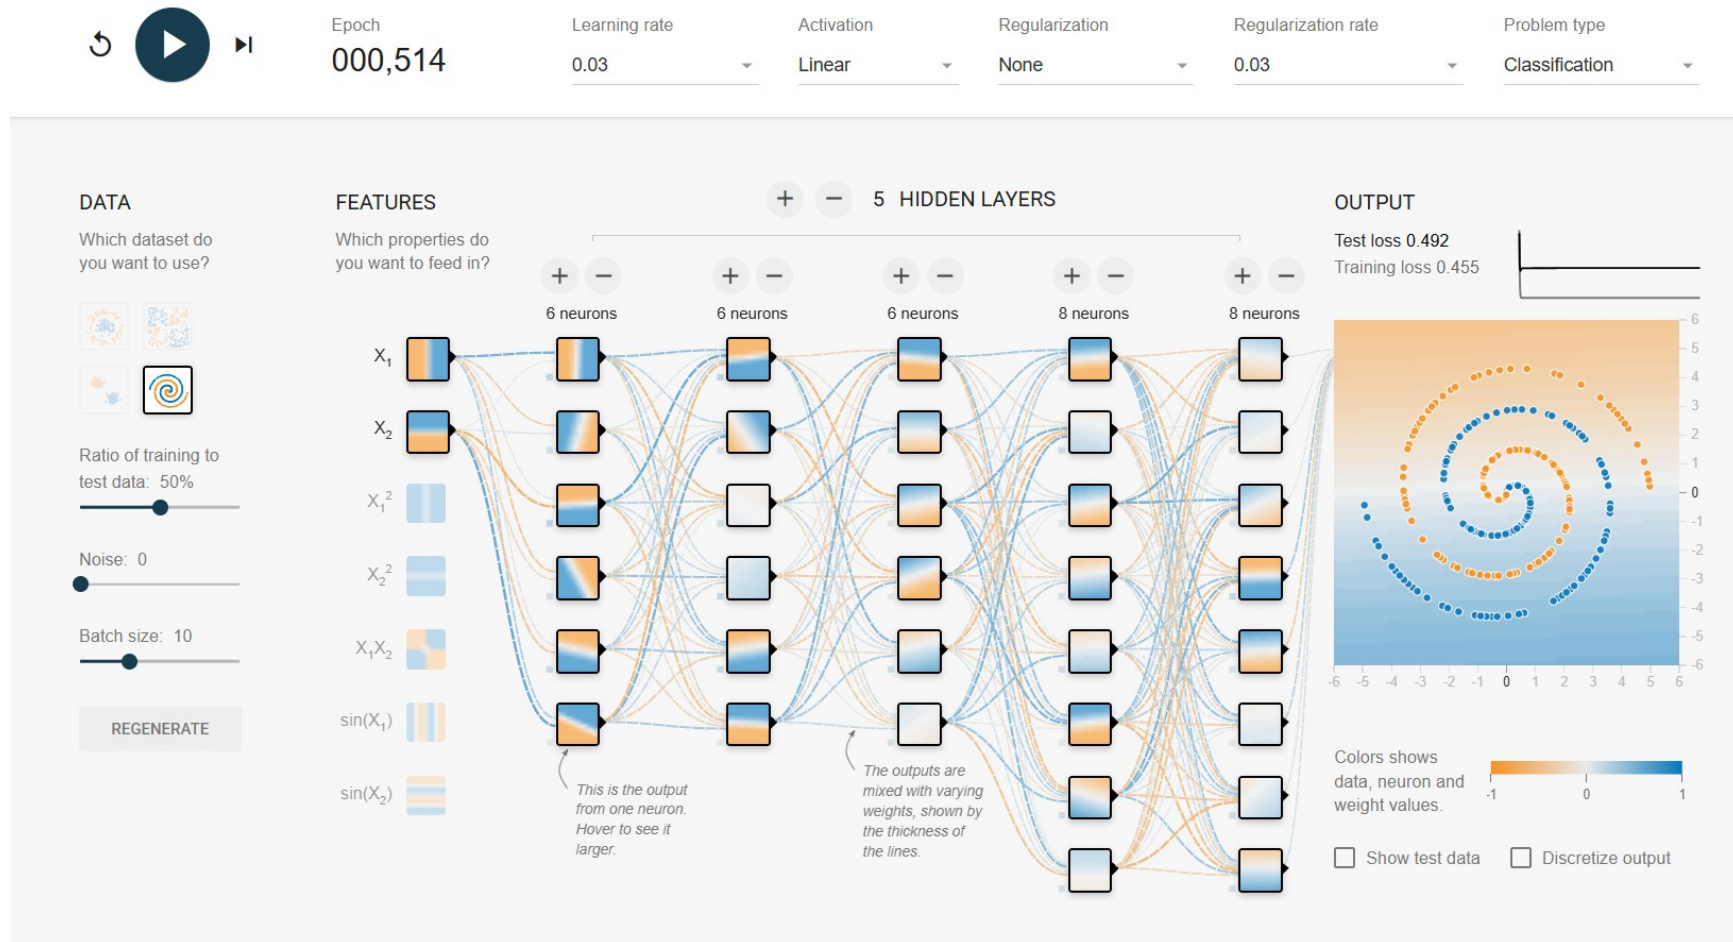 Epoch
000,514
Learning rate
0.03
Activation
Linear
Regularization
None
Regularization rate
0.03
Problem type
Classification
DATA
Which dataset do
you want to use?
Ratio of training to
test data: 50%
Noise: 0
Batch size: 10
REGENERATE
FEATURES
Which properties do
you want to feed in?
X₁
X₂
X₁²
X₂²
X₁X₂
sin(X₁)
sin(X₂)
+ − 5 HIDDEN LAYERS
+ − + − + − + − + −
6 neurons 6 neurons 6 neurons 8 neurons 8 neurons
This is the output
from one neuron.
Hover to see it
larger.
The outputs are
mixed with varying
weights, shown by
the thickness of
the lines.
OUTPUT
Test loss 0.492
Training loss 0.455
6
5
4
3
2
1
0
-1
-2
-3
-4
-5
-6
-6 -5 -4 -3 -2 -1 0 1 2 3 4 5 6
Colors shows
data, neuron and
weight values.
-1 0 1
Show test data Discretize output